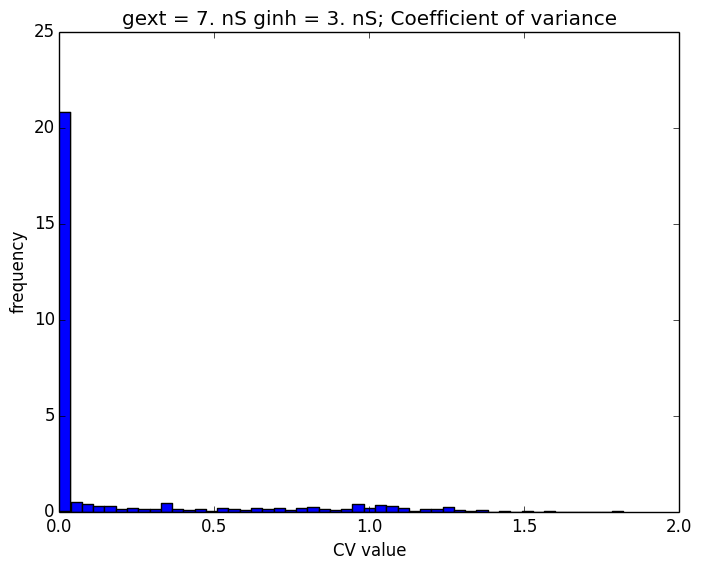 gext = 7. nS ginh = 3. nS; Coefficient of variance
25
20
15
10
5
0
frequency
0.0 0.5 1.0 1.5 2.0
CV value